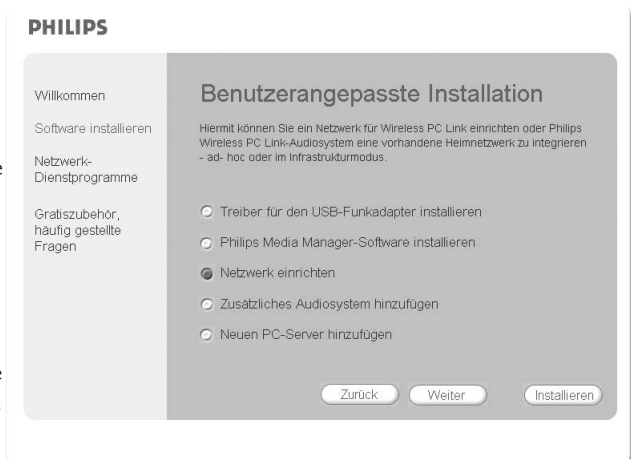 PHILIPS
Willkommen
Software installieren
Netzwerk-
Dienstprogramme
Gratiszubehör,
häufig gestellte
Fragen
Benutzerangepasste Installation
Hiermit können Sie ein Netzwerk für Wireless PC Link einrichten oder Philips
Wireless PC Link-Audiosystem eine vorhandene Heimnetzwerk zu integrieren
- ad- hoc oder im Infrastrukturmodus.
Treiber für den USB-Funkadapter installieren
Philips Media Manager-Software installieren
Netzwerk einrichten
Zusätzliches Audiosystem hinzufügen
Neuen PC-Server hinzufügen
Zurück Weiter Installieren